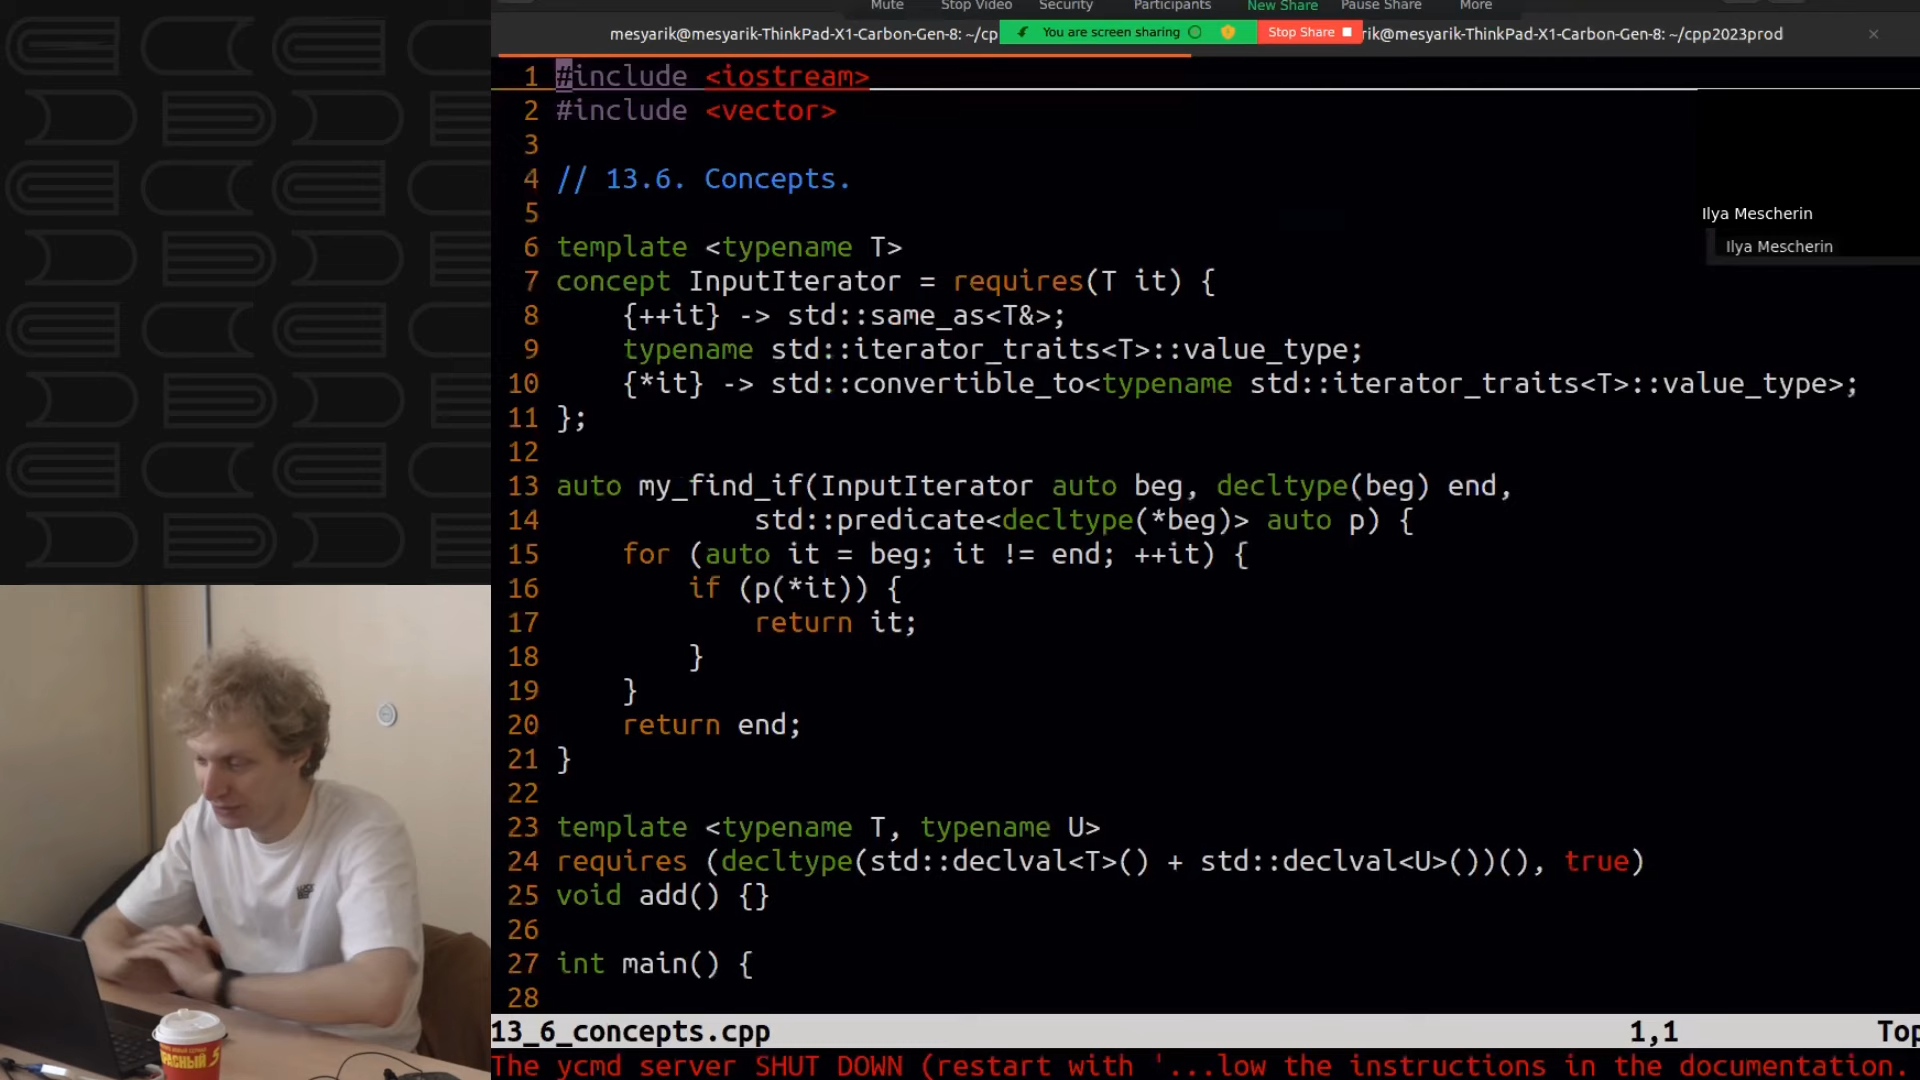 Mute Stop Video Security Participants New Share Pause Share More
mesyarik@mesyarik-ThinkPad-X1-Carbon-Gen-8: ~/cp You are screen sharing Stop Share rik@mesyarik-ThinkPad-X1-Carbon-Gen-8: ~/cpp2023prod ×
1 #include <iostream>
2 #include <vector>
3
4 // 13.6. Concepts.
5
6 template <typename T>
7 concept InputIterator = requires(T it) {
8     {++it} -> std::same_as<T&>;
9     typename std::iterator_traits<T>::value_type;
10     {*it} -> std::convertible_to<typename std::iterator_traits<T>::value_type>;
11 };
12
13 auto my_find_if(InputIterator auto beg, decltype(beg) end,
14             std::predicate<decltype(*beg)> auto p) {
15     for (auto it = beg; it != end; ++it) {
16         if (p(*it)) {
17             return it;
18         }
19     }
20     return end;
21 }
22
23 template <typename T, typename U>
24 requires (decltype(std::declval<T>() + std::declval<U>())(), true)
25 void add() {}
26
27 int main() {
28
Ilya Mescherin
Ilya Mescherin
13_6_concepts.cpp 1,1 Top
The ycmd server SHUT DOWN (restart with '...low the instructions in the documentation.
КРАСНЫЙ 5